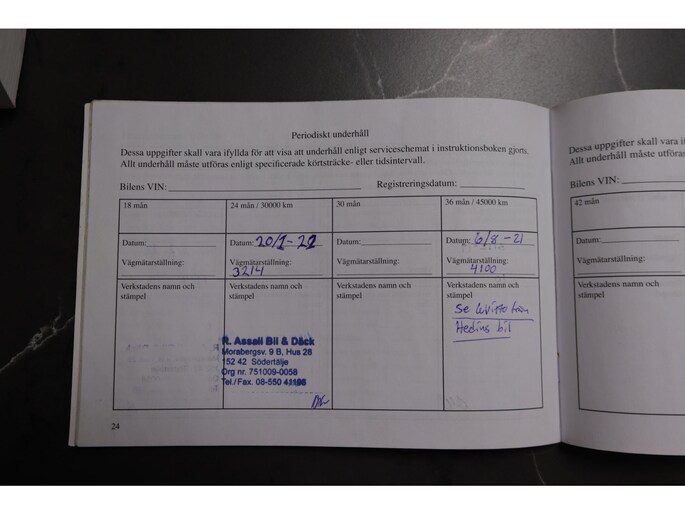 Periodiskt underhåll
Dessa uppgifter skall vara ifyllda för att visa att underhåll enligt serviceschemat i instruktionsboken gjorts.
Allt underhåll måste utföras enligt specificerade körtsträcke- eller tidsintervall.
Bilens VIN: Registreringsdatum:
18 mån
24 mån / 30000 km
30 mån
36 mån / 45000 km
Datum:
Datum: 20/1-21
Datum:
Datum: 6/8-21
Vägmätarställning:
Vägmätarställning:
3214
Vägmätarställning:
Vägmätarställning:
4100
Verkstadens namn och
stämpel
Verkstadens namn och
stämpel
R. Assali Bil & Däck
Morabergsv. 9 B, Hus 28
152 42 Södertälje
Org nr. 751009-0058
Tel./Fax. 08-550 41186
Verkstadens namn och
stämpel
Verkstadens namn och
stämpel
Se kvitto från
Hedins bil
24
Dessa uppgifter skall vara
Allt underhåll måste utföras
Bilens VIN:
42 mån
Datum:
Vägmätarställning:
Verkstadens namn och
stämpel